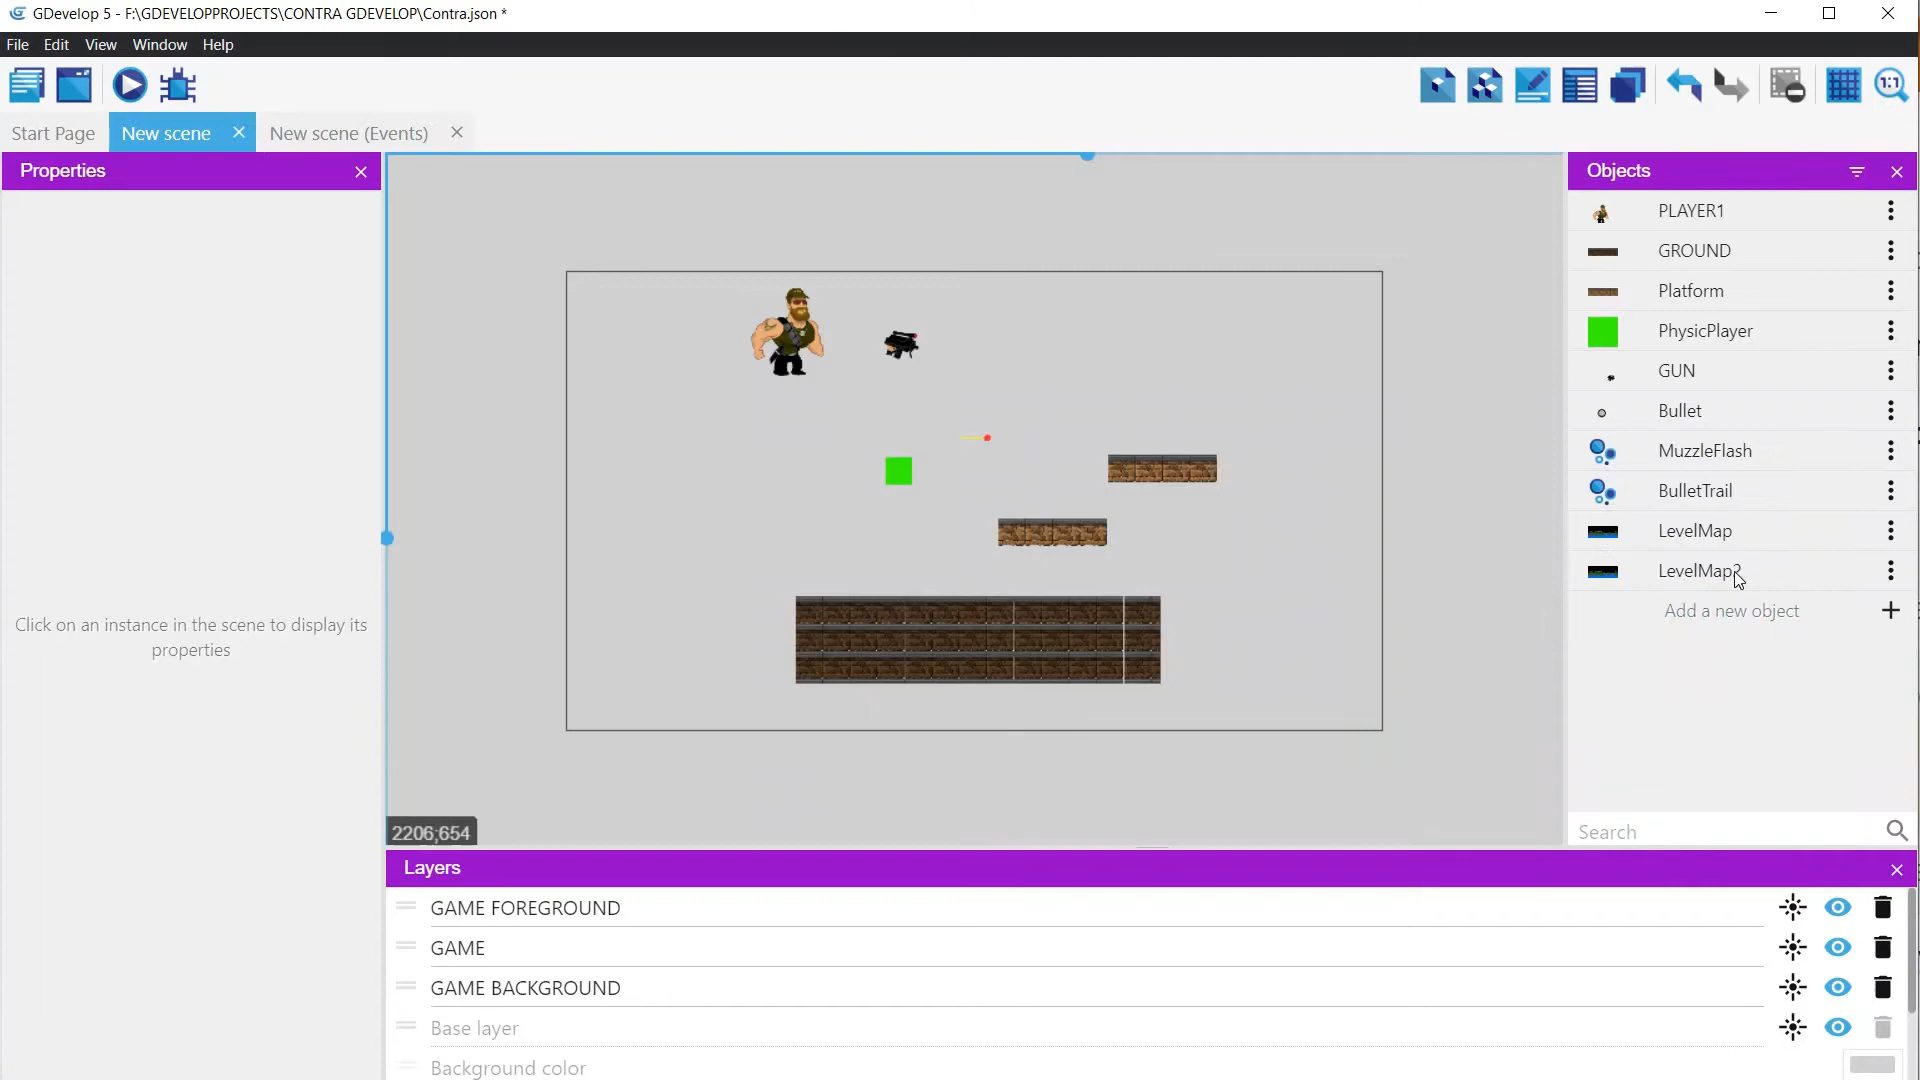 GDevelop 5 - F:\GDEVELOPPROJECTS\CONTRA GDEVELOP\Contra.json *
File Edit View Window Help
1:1
Start Page New scene New scene (Events)
Properties
Click on an instance in the scene to display its
properties
2206;654
Objects
PLAYER1
GROUND
Platform
PhysicPlayer
GUN
Bullet
MuzzleFlash
BulletTrail
LevelMap
LevelMap2
Add a new object
Search
Layers
GAME FOREGROUND
GAME
GAME BACKGROUND
Base layer
Background color